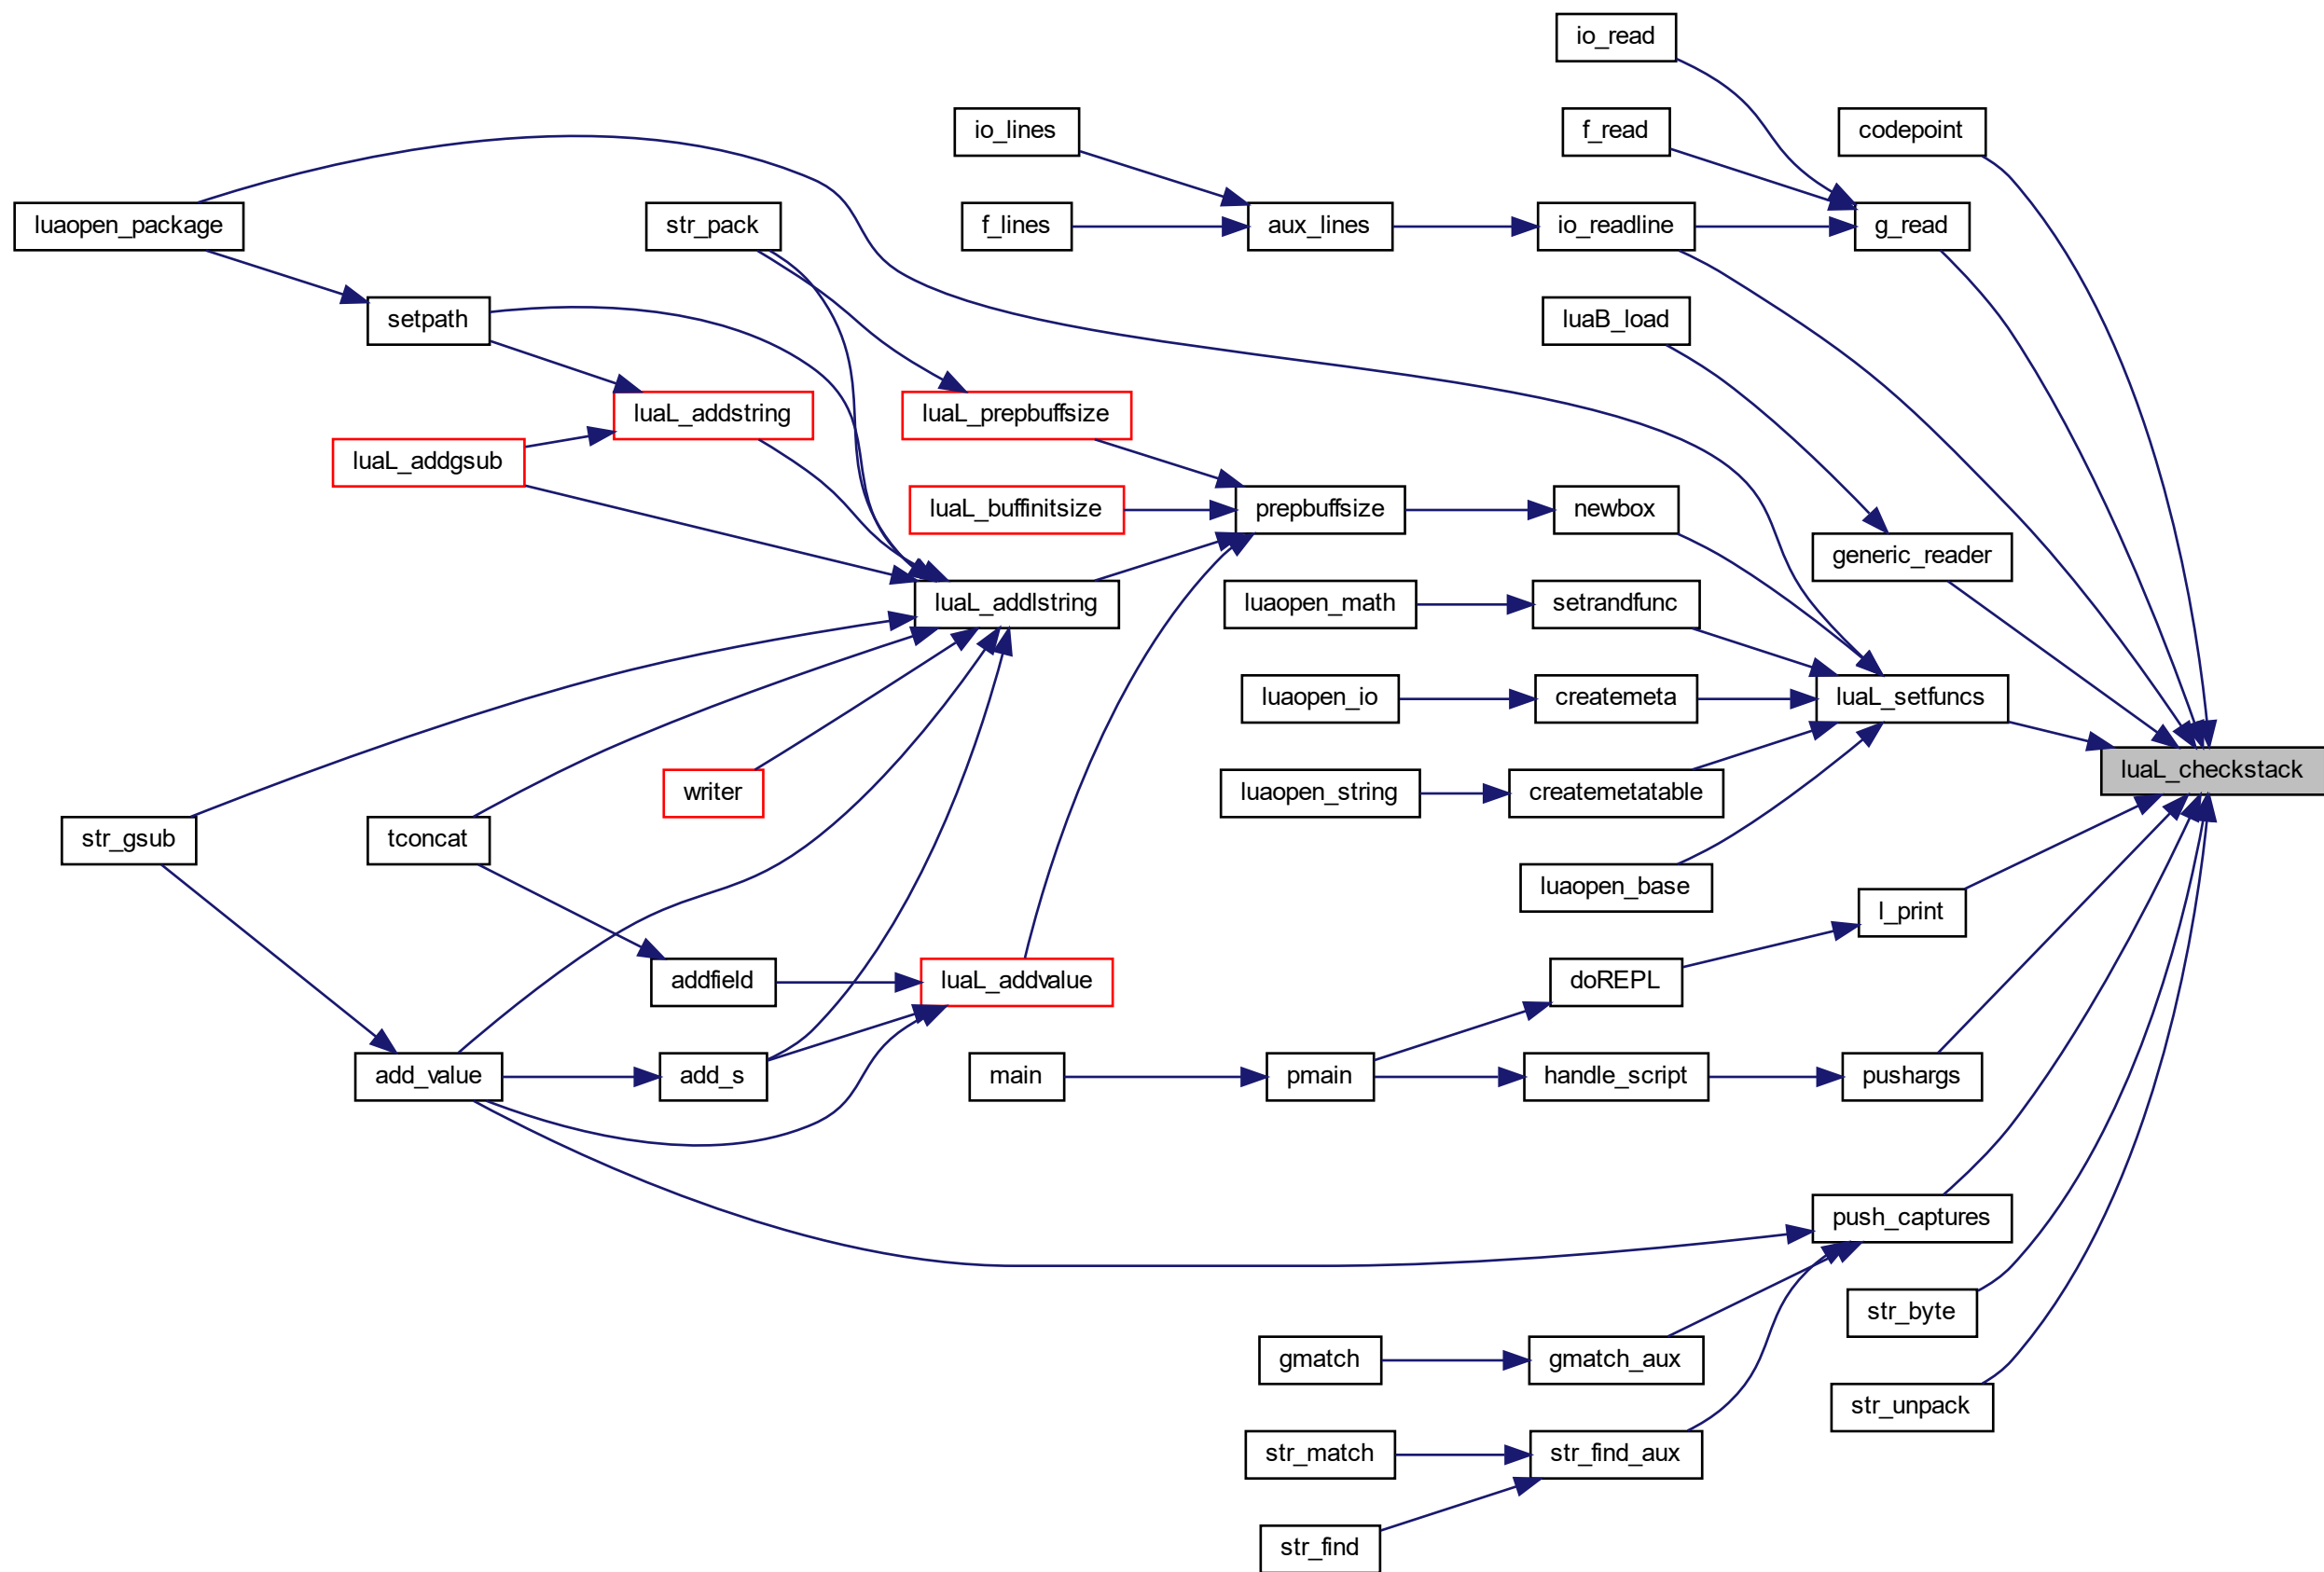 io_read
io_lines
f_read
codepoint
luaopen_package
str_pack
f_lines
aux_lines
io_readline
g_read
setpath
luaB_load
luaL_addstring
luaL_prepbuffsize
luaL_addgsub
luaL_buffinitsize
prepbuffsize
newbox
generic_reader
luaL_addlstring
luaopen_math
setrandfunc
luaopen_io
createmeta
luaL_setfuncs
luaL_checkstack
writer
luaopen_string
createmetatable
str_gsub
tconcat
luaopen_base
l_print
addfield
luaL_addvalue
doREPL
add_value
add_s
main
pmain
handle_script
pushargs
push_captures
str_byte
gmatch
gmatch_aux
str_unpack
str_match
str_find_aux
str_find